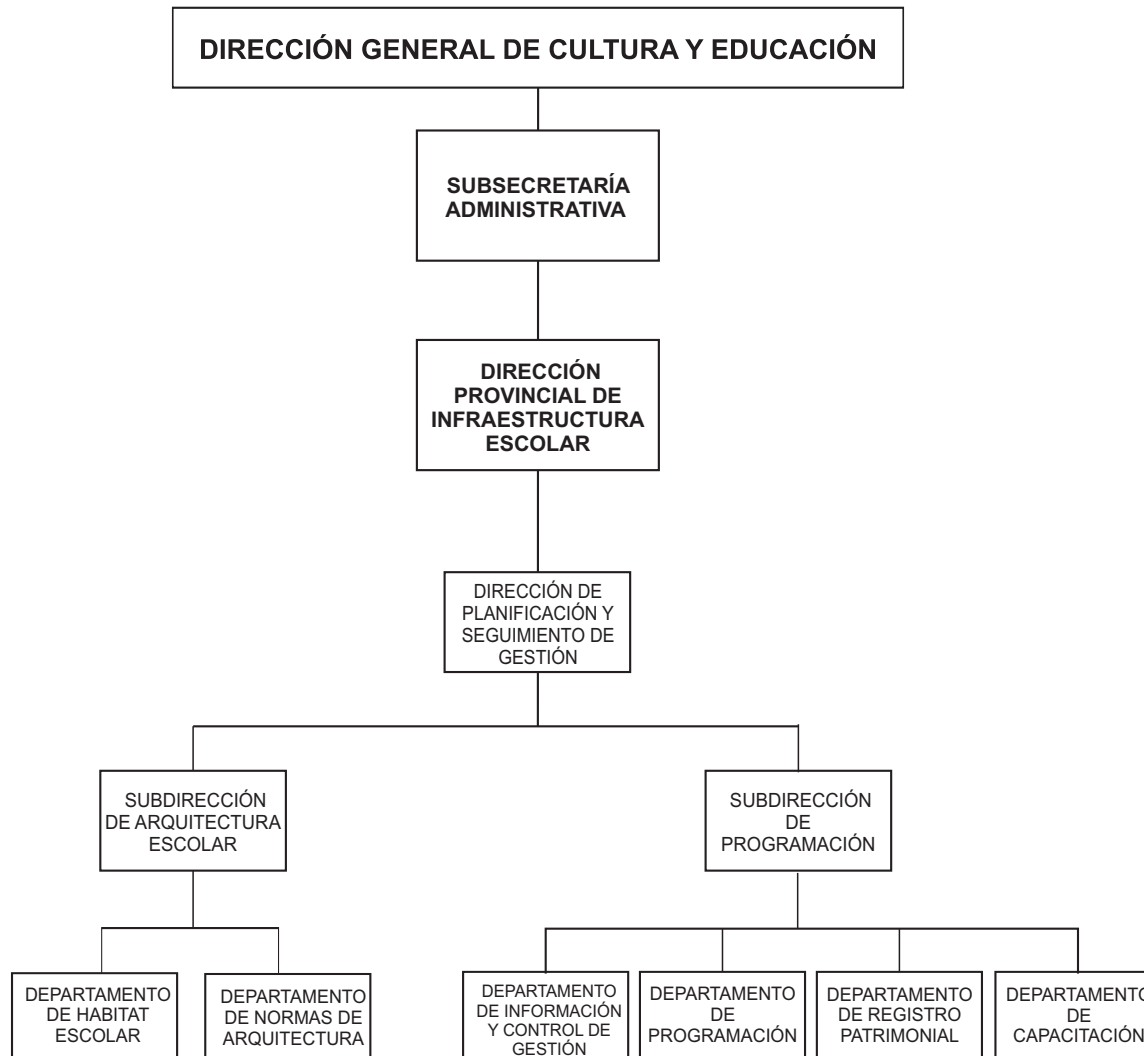 DIRECCIÓN GENERAL DE CULTURA Y EDUCACIÓN
SUBSECRETARÍA
ADMINISTRATIVA
DIRECCIÓN
PROVINCIAL DE
INFRAESTRUCTURA
ESCOLAR
DIRECCIÓN DE
PLANIFICACIÓN Y
SEGUIMIENTO DE
GESTIÓN
SUBDIRECCIÓN
DE ARQUITECTURA
ESCOLAR
SUBDIRECCIÓN
DE
PROGRAMACIÓN
DEPARTAMENTO
DE HABITAT
ESCOLAR
DEPARTAMENTO
DE NORMAS DE
ARQUITECTURA
DEPARTAMENTO
DE INFORMACIÓN
Y CONTROL DE
GESTIÓN
DEPARTAMENTO
DE
PROGRAMACIÓN
DEPARTAMENTO
DE REGISTRO
PATRIMONIAL
DEPARTAMENTO
DE
CAPACITACIÓN